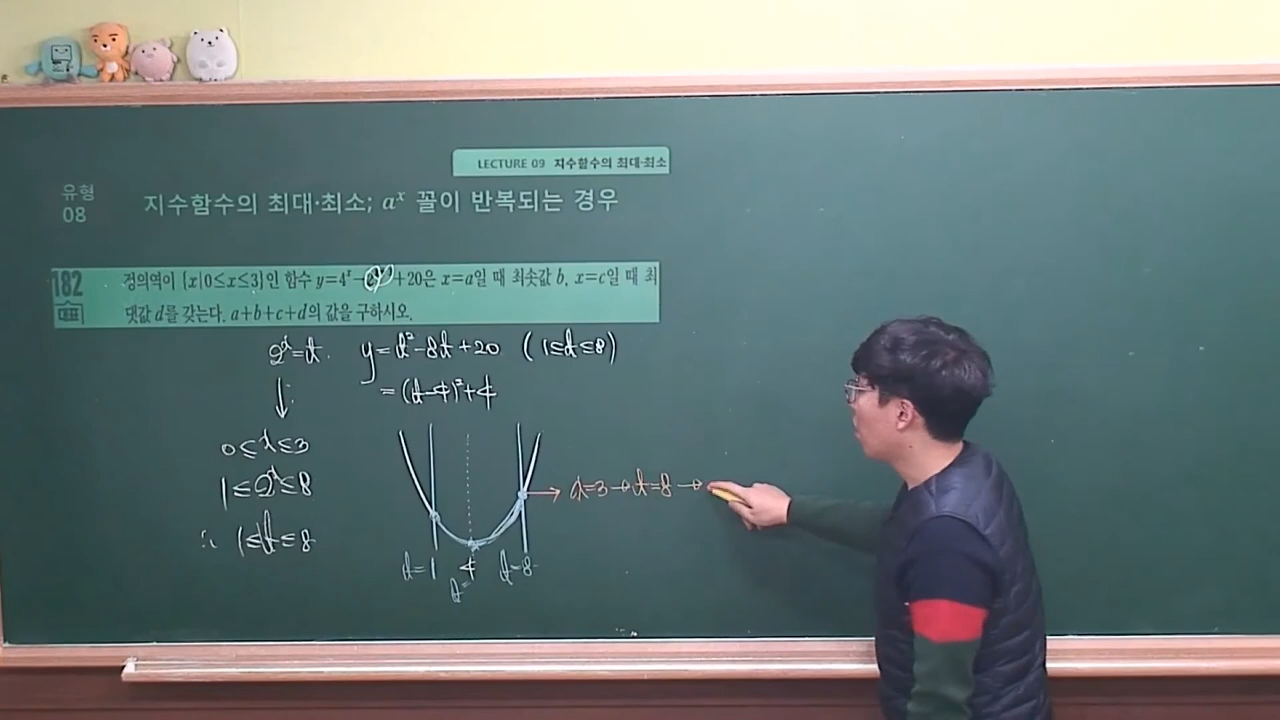 LECTURE 09 지수함수의 최대·최소
유형 08
지수함수의 최대·최소; aˣ 꼴이 반복되는 경우
182
대표
정의역이 {x|0≤x≤3}인 함수 y=4ˣ- +20은 x=a일 때 최솟값 b, x=c일 때 최
댓값 d를 갖는다. a+b+c+d의 값을 구하시오.
2ˣ=t. y=t²-8t+20 (1≤t≤8)
=(t-4)²+4
↓
0≤x≤3
1≤2ˣ≤8
∴ 1≤t≤8
→ x=3→t=8→
t=1 4 t=8
t=